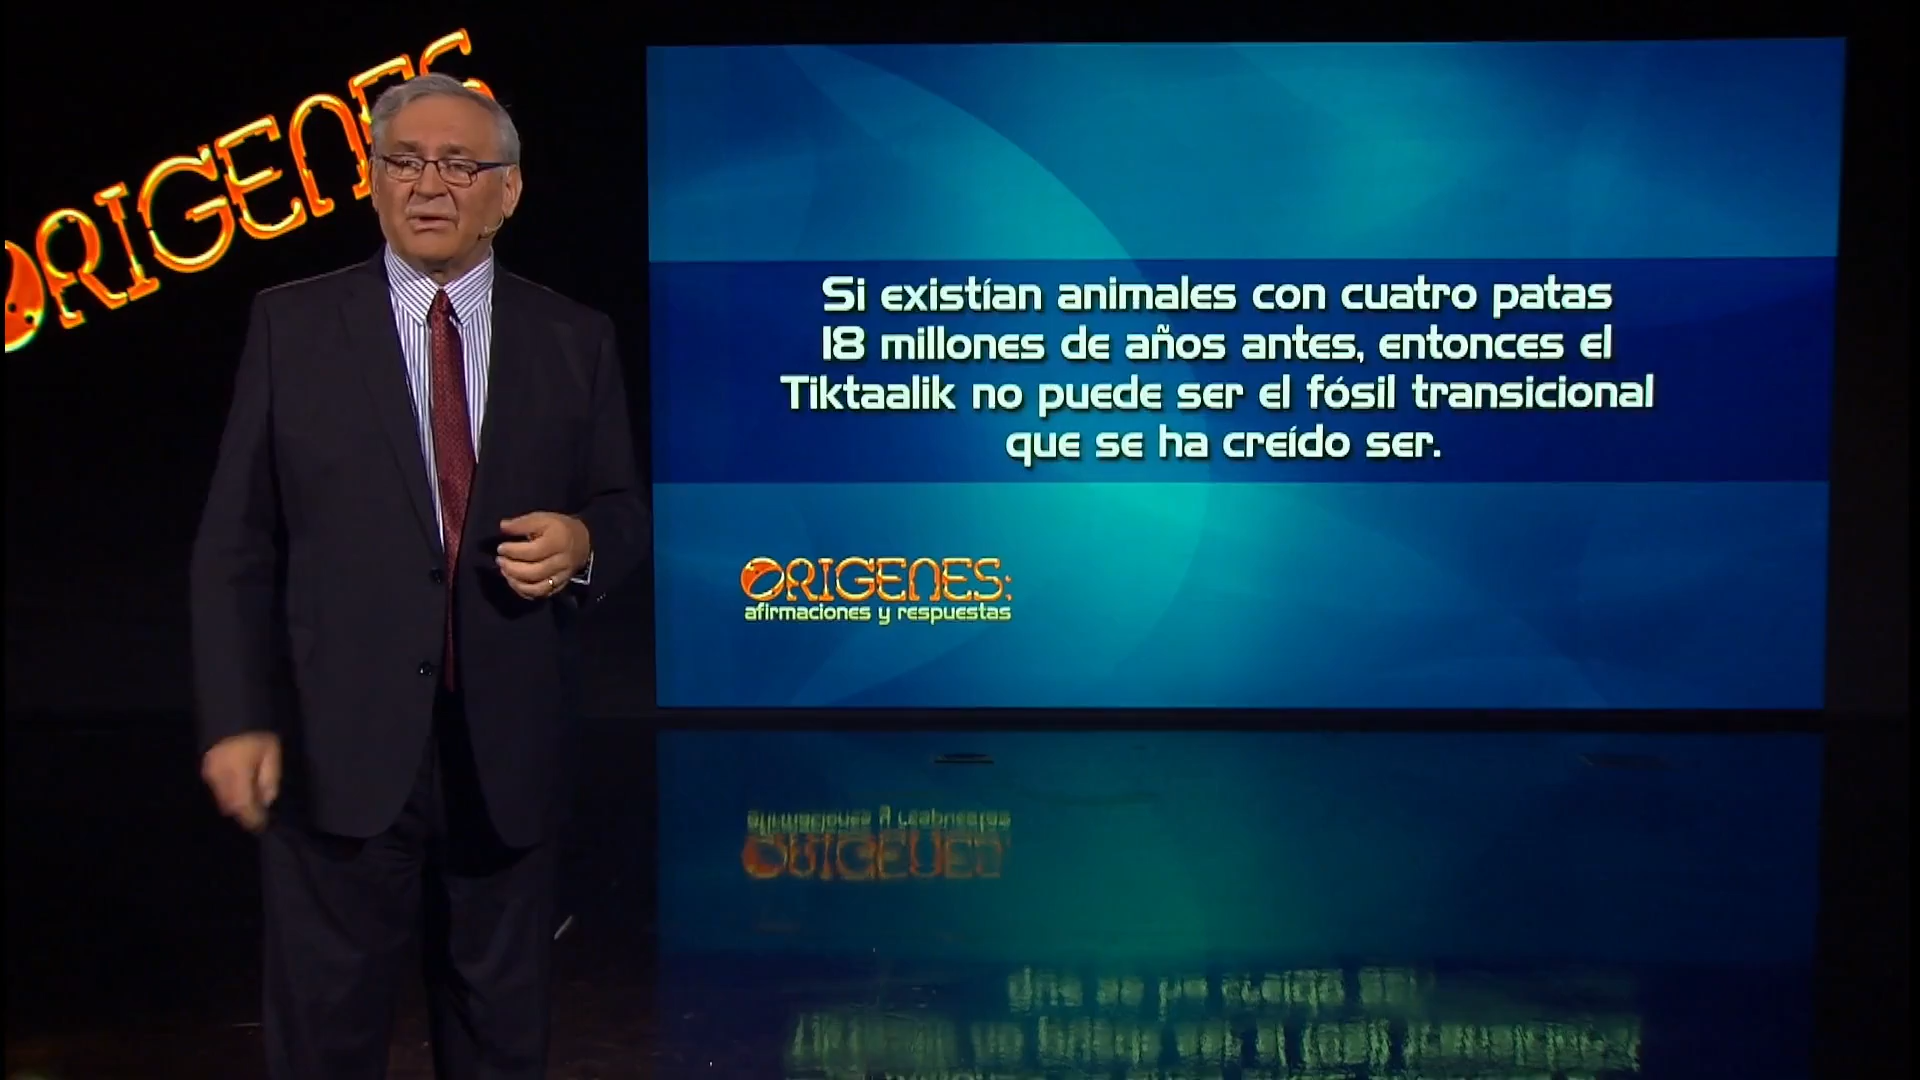 ORIGENES
Si existían animales con cuatro patas
18 millones de años antes, entonces el
Tiktaalik no puede ser el fósil transicional
que se ha creído ser.
ORIGENES:
afirmaciones y respuestas